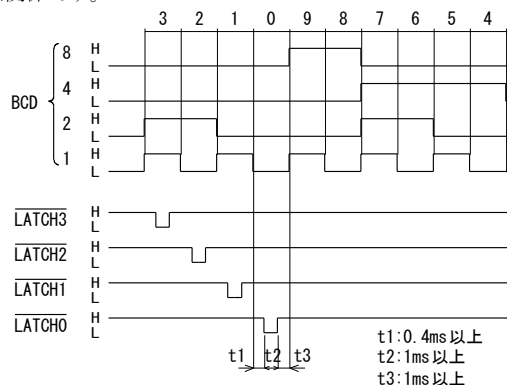 3 2 1 0 9 8 7 6 5 4
BCD
8 H
L
4 H
L
2 H
L
1 H
L
LATCH3 H
L
LATCH2 H
L
LATCH1 H
L
LATCH0 H
L
t1 t2 t3
t1:0.4ms以上
t2:1ms以上
t3:1ms以上